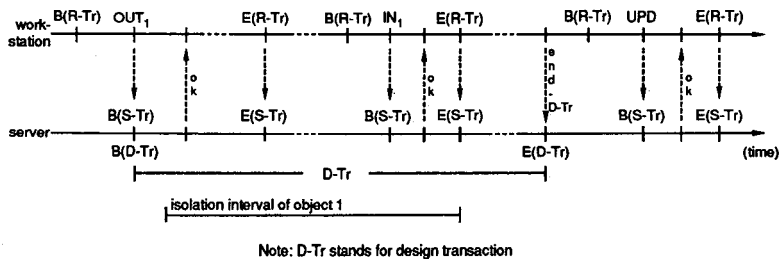 B(R-Tr) OUT1 E(R-Tr) B(R-Tr) IN1 E(R-Tr) B(R-Tr) UPD E(R-Tr)
work-
station
ok ok end-D-Tr ok
B(S-Tr) E(S-Tr) B(S-Tr) E(S-Tr) B(S-Tr) E(S-Tr)
server
B(D-Tr) E(D-Tr) (time)
D-Tr
isolation interval of object 1
Note: D-Tr stands for design transaction